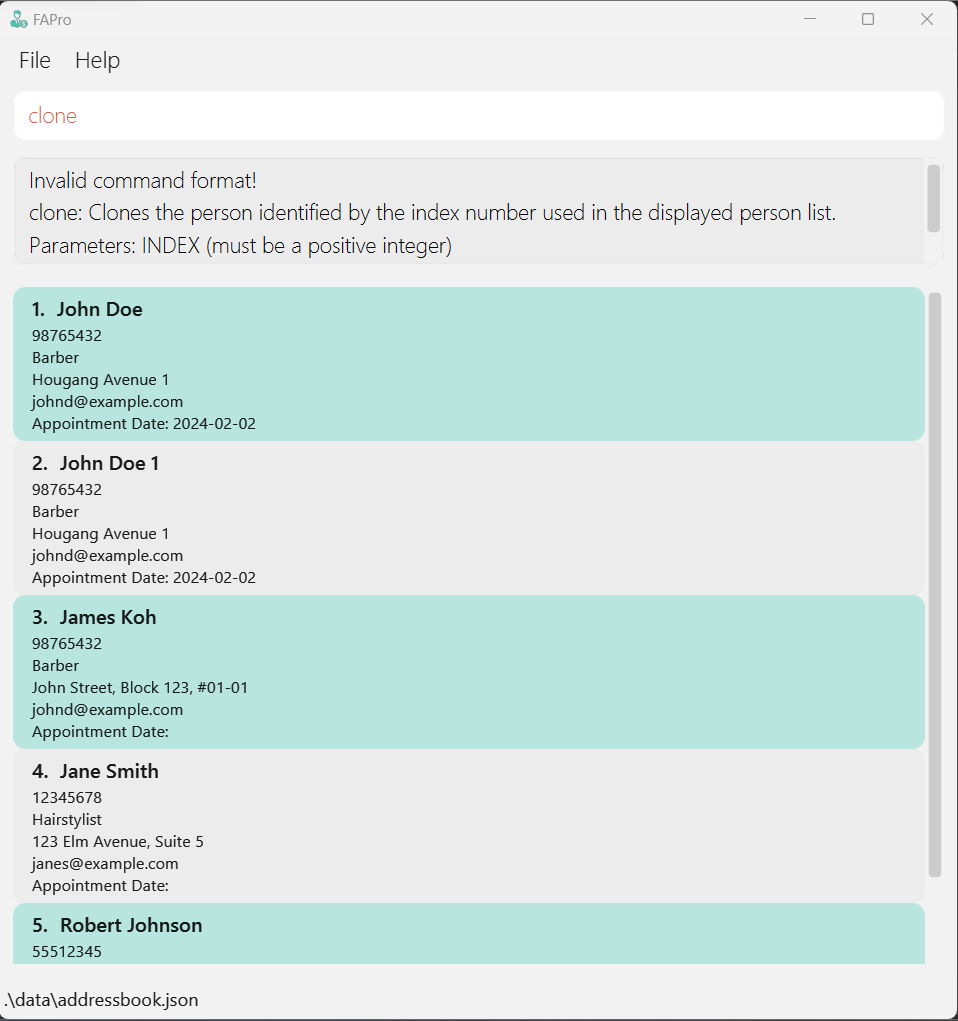 FAPro
File Help
clone
Invalid command format!
clone: Clones the person identified by the index number used in the displayed person list.
Parameters: INDEX (must be a positive integer)
1. John Doe
98765432
Barber
Hougang Avenue 1
johnd@example.com
Appointment Date: 2024-02-02
2. John Doe 1
98765432
Barber
Hougang Avenue 1
johnd@example.com
Appointment Date: 2024-02-02
3. James Koh
98765432
Barber
John Street, Block 123, #01-01
johnd@example.com
Appointment Date:
4. Jane Smith
12345678
Hairstylist
123 Elm Avenue, Suite 5
janes@example.com
Appointment Date:
5. Robert Johnson
55512345
.\data\addressbook.json